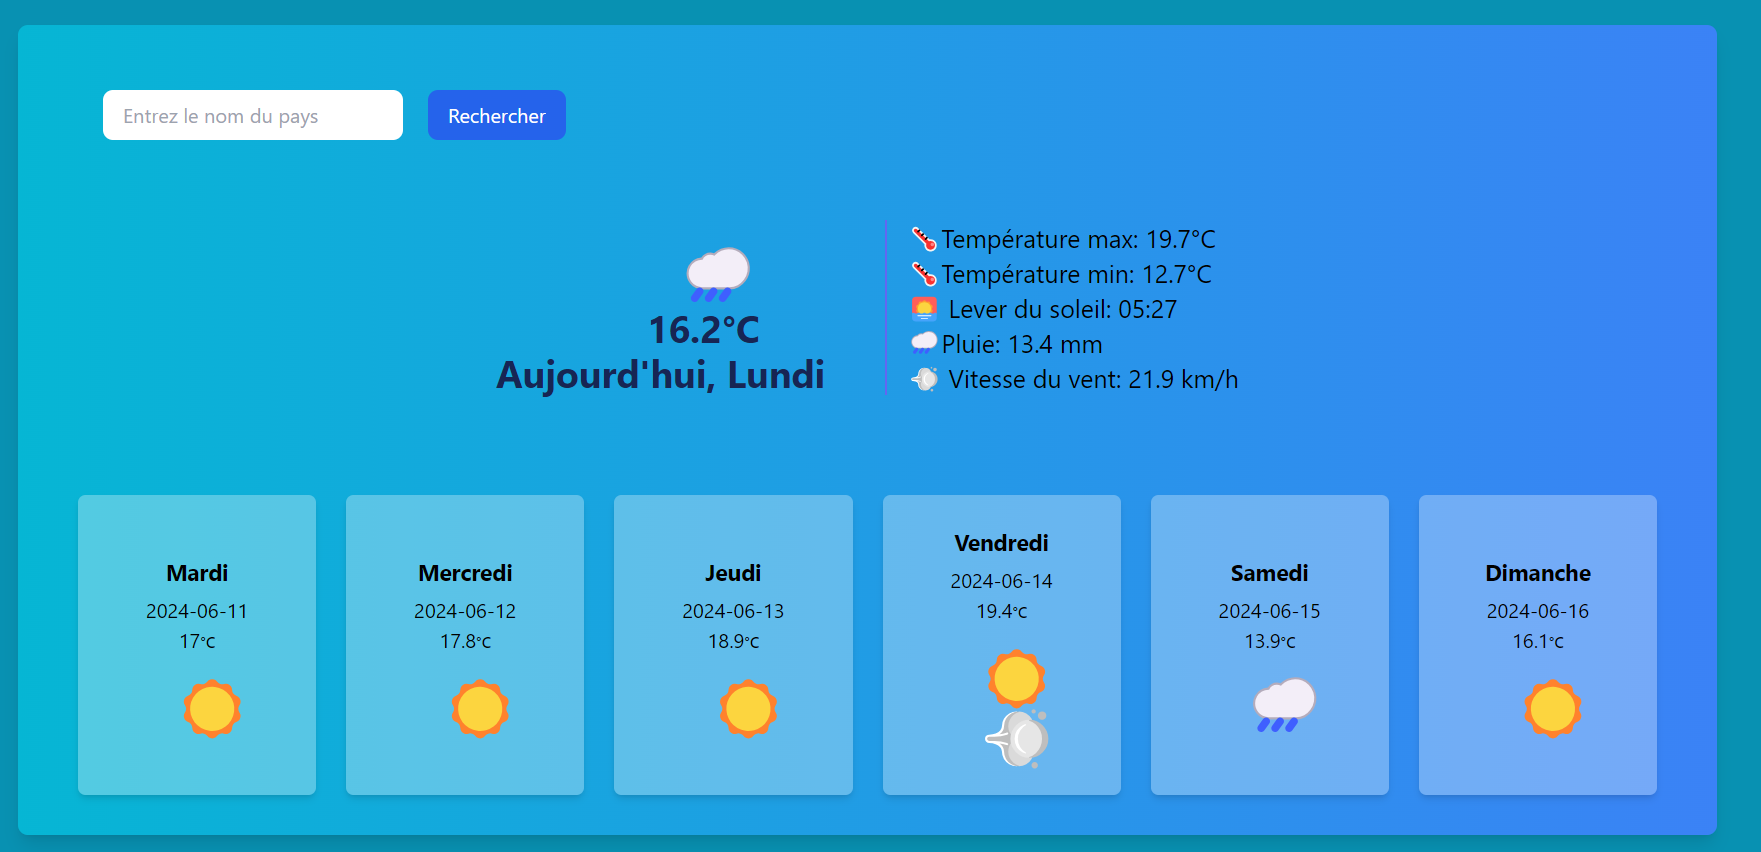 Entrez le nom du pays
Rechercher
16.2°C
Aujourd'hui, Lundi
Température max: 19.7°C
Température min: 12.7°C
Lever du soleil: 05:27
Pluie: 13.4 mm
Vitesse du vent: 21.9 km/h
Mardi
2024-06-11
17°C
Mercredi
2024-06-12
17.8°C
Jeudi
2024-06-13
18.9°C
Vendredi
2024-06-14
19.4°C
Samedi
2024-06-15
13.9°C
Dimanche
2024-06-16
16.1°C